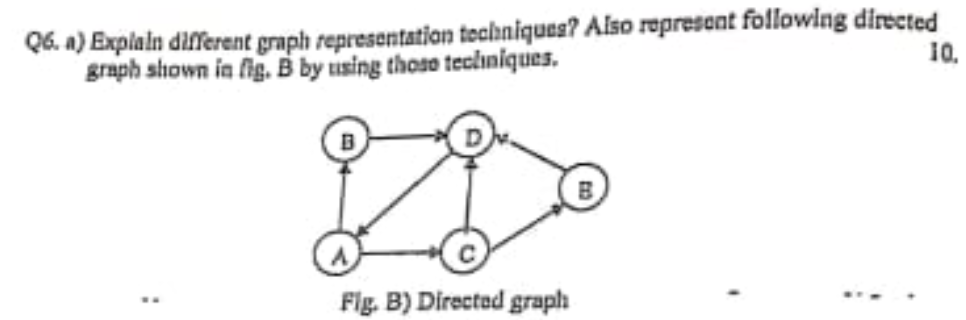 Q6. a) Explain different graph representation techniques? Also represent following directed
graph shown in fig. B by using those techniques. 10.
B D
E
A C
Fig. B) Directed graph